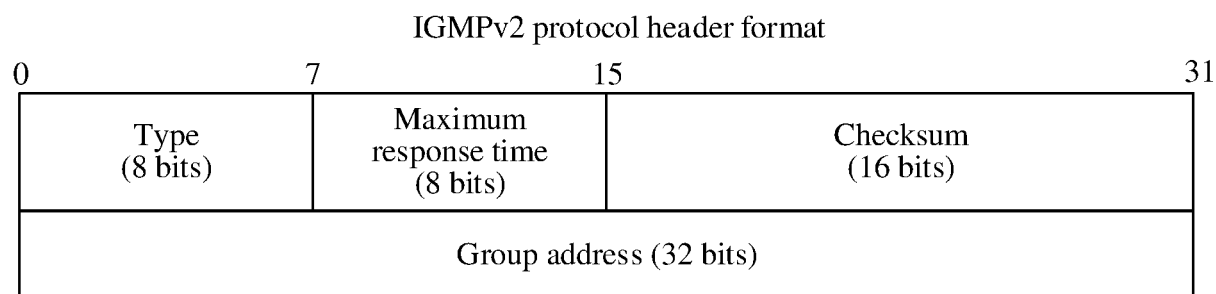 IGMPv2 protocol header format
0 7 15 31
Type
(8 bits)
Maximum
response time
(8 bits)
Checksum
(16 bits)
Group address (32 bits)